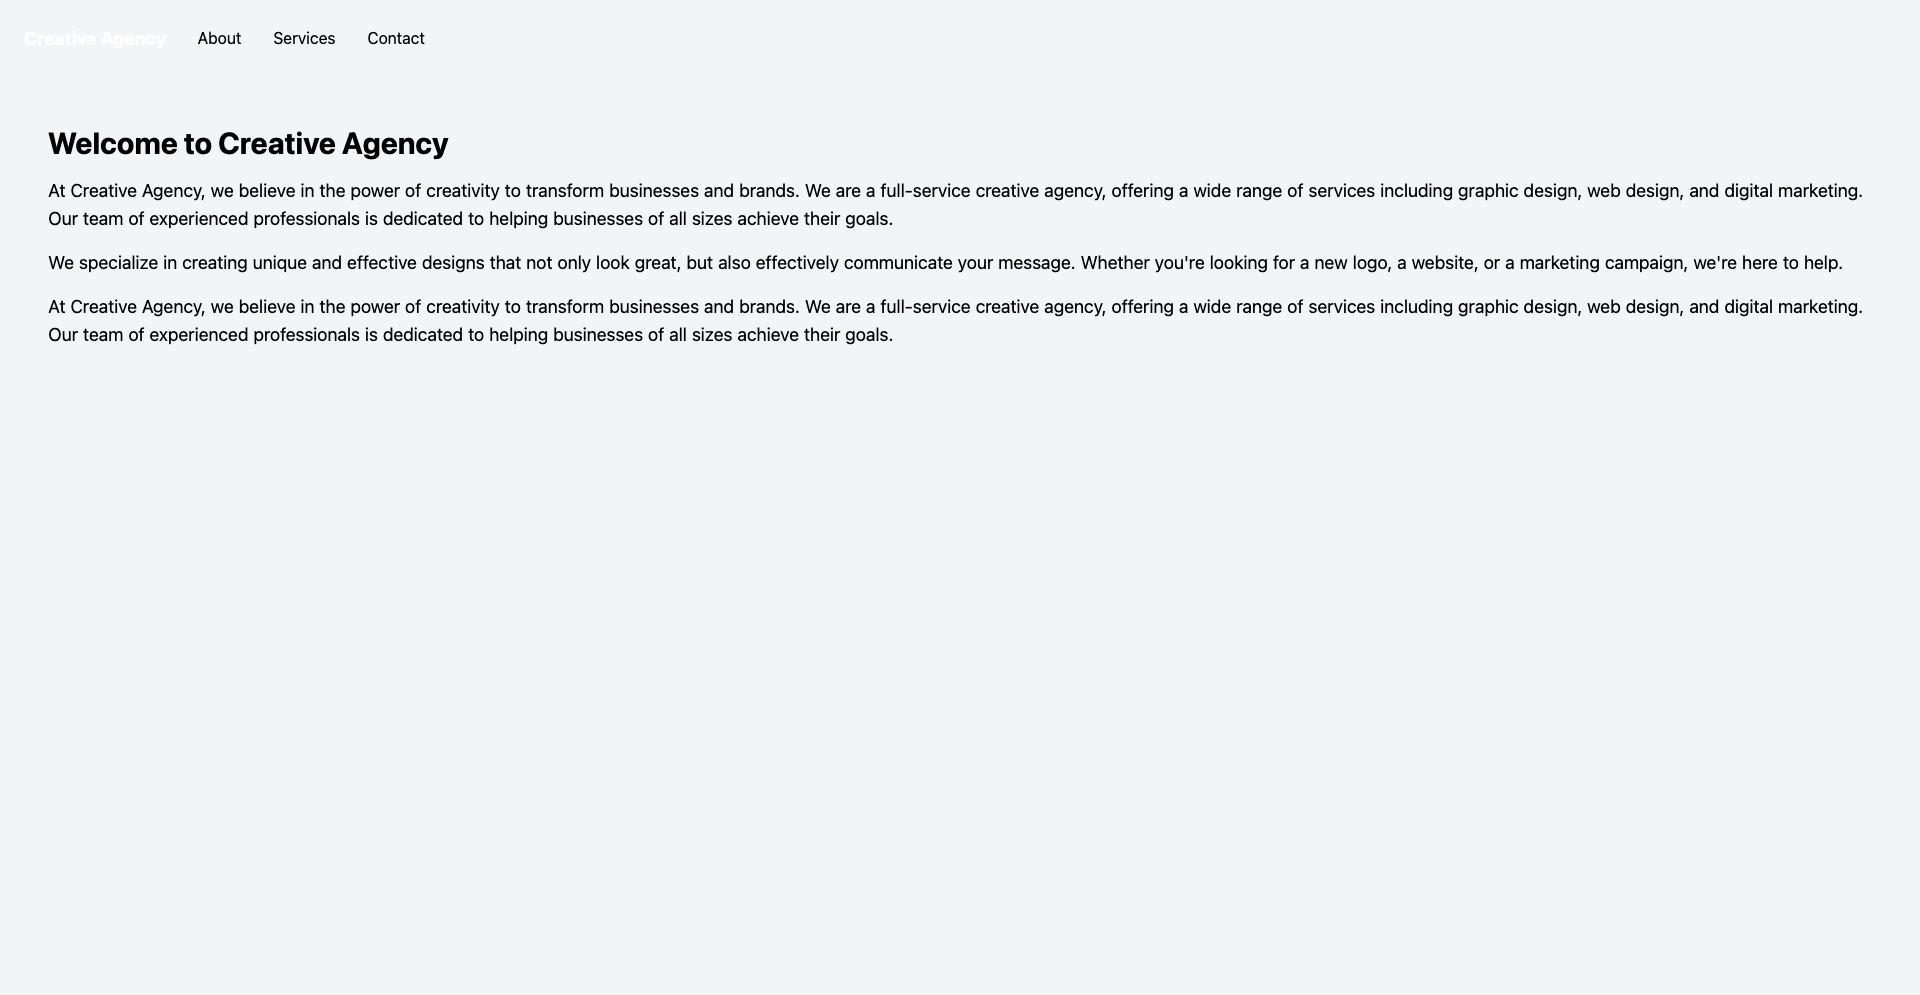 Creative Agency About Services Contact
Welcome to Creative Agency
At Creative Agency, we believe in the power of creativity to transform businesses and brands. We are a full-service creative agency, offering a wide range of services including graphic design, web design, and digital marketing.
Our team of experienced professionals is dedicated to helping businesses of all sizes achieve their goals.
We specialize in creating unique and effective designs that not only look great, but also effectively communicate your message. Whether you're looking for a new logo, a website, or a marketing campaign, we're here to help.
At Creative Agency, we believe in the power of creativity to transform businesses and brands. We are a full-service creative agency, offering a wide range of services including graphic design, web design, and digital marketing.
Our team of experienced professionals is dedicated to helping businesses of all sizes achieve their goals.